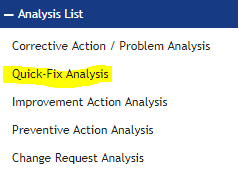 — Analysis List
Corrective Action / Problem Analysis
Quick-Fix Analysis
Improvement Action Analysis
Preventive Action Analysis
Change Request Analysis